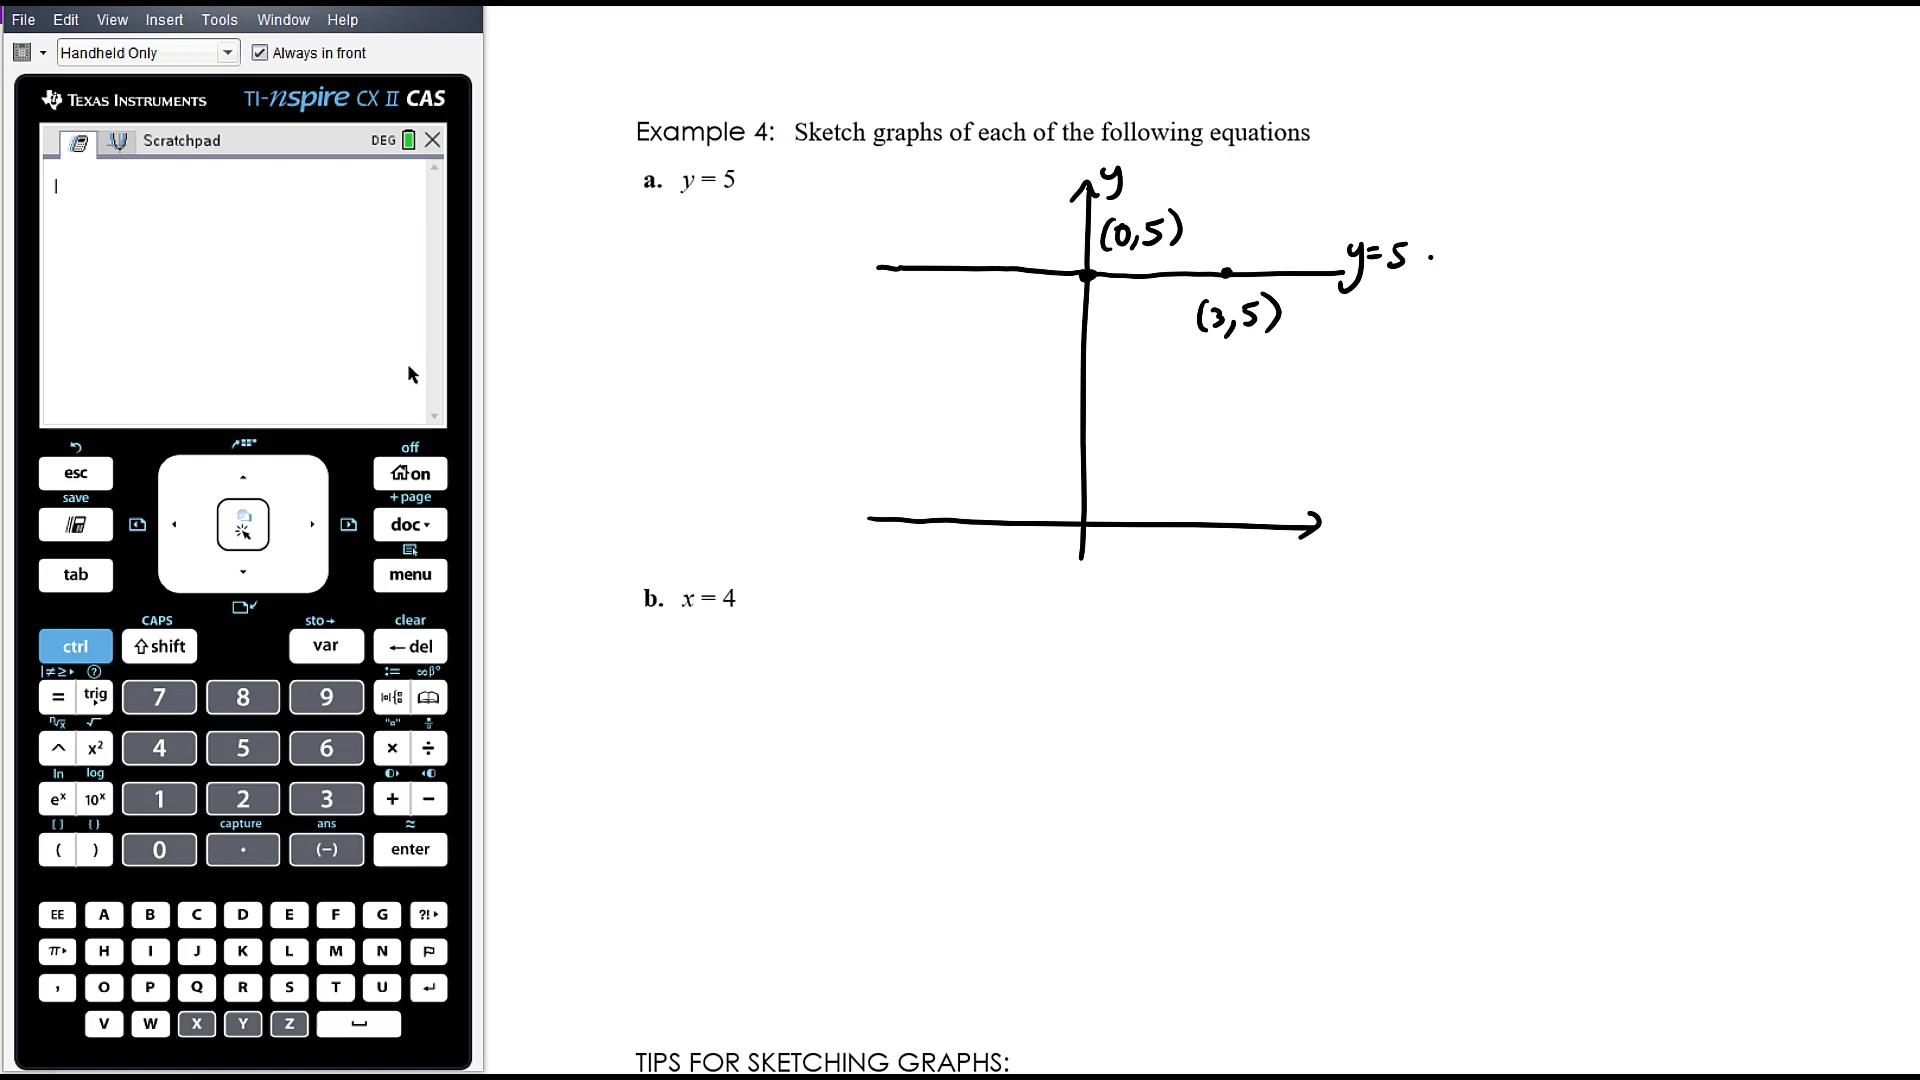 File Edit View Insert Tools Window Help
Handheld Only Always in front
TEXAS INSTRUMENTS TI-nspire CX II CAS
Scratchpad DEG
off
esc on
save + page
doc
tab menu
CAPS sto→ clear
ctrl ⇧shift var ←del
|≠≥▸ ? := ∞β°
= trig 7 8 9
ⁿ√x √ "▫"
^ x² 4 5 6 × ÷
ln log
eˣ 10ˣ 1 2 3 + −
[ ] { } capture ans ≈
( ) 0 . (−) enter
EE A B C D E F G ?!▸
π▸ H I J K L M N
, O P Q R S T U ↵
V W X Y Z
Example 4: Sketch graphs of each of the following equations
a. y = 5
y
(0,5)
y=5
(3,5)
b. x = 4
TIPS FOR SKETCHING GRAPHS: